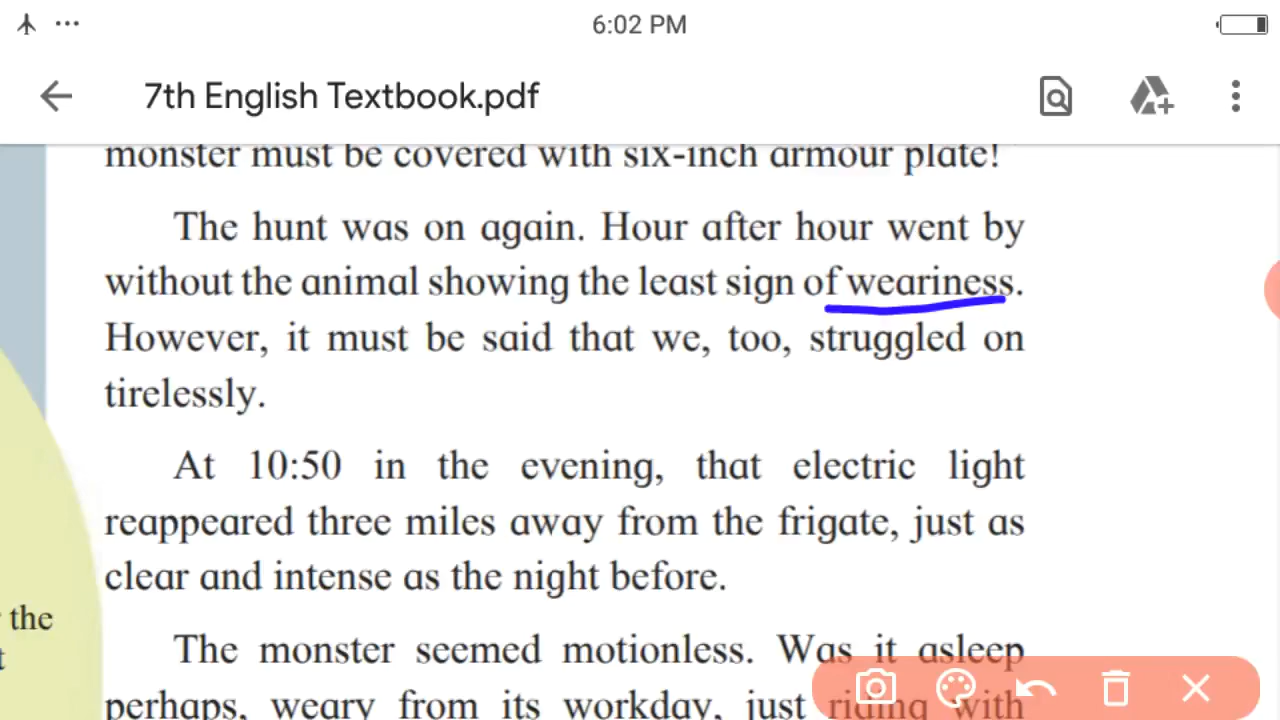 6:02 PM
7th English Textbook.pdf
monster must be covered with six-inch armour plate!
The hunt was on again. Hour after hour went by
without the animal showing the least sign of weariness.
However, it must be said that we, too, struggled on
tirelessly.
At 10:50 in the evening, that electric light
reappeared three miles away from the frigate, just as
clear and intense as the night before.
the
The monster seemed motionless. Was it asleep
perhaps, weary from its workday, just riding with